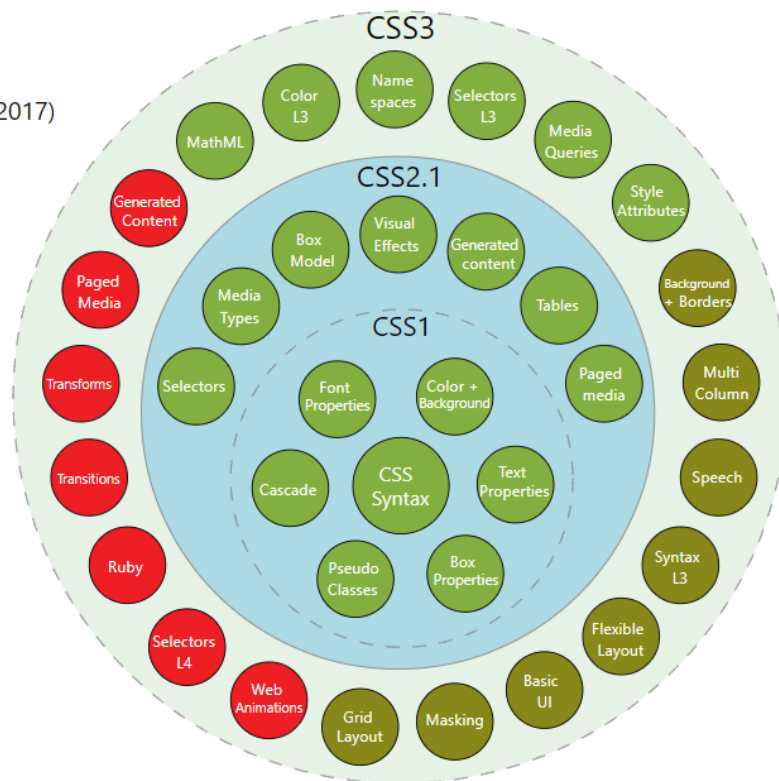 CSS3
2017)
Name
spaces
Color
L3
Selectors
L3
MathML
Media
Queries
Generated
Content
Style
Attributes
Paged
Media
Background
+ Borders
Transforms
Multi
Column
Transitions
Speech
Ruby
Syntax
L3
Selectors
L4
Flexible
Layout
Web
Animations
Basic
UI
Grid
Layout
Masking
CSS2.1
Visual
Effects
Box
Model
Generated
content
Media
Types
Tables
Selectors
Paged
media
CSS1
Font
Properties
Color +
Background
Cascade
CSS
Syntax
Text
Properties
Pseudo
Classes
Box
Properties